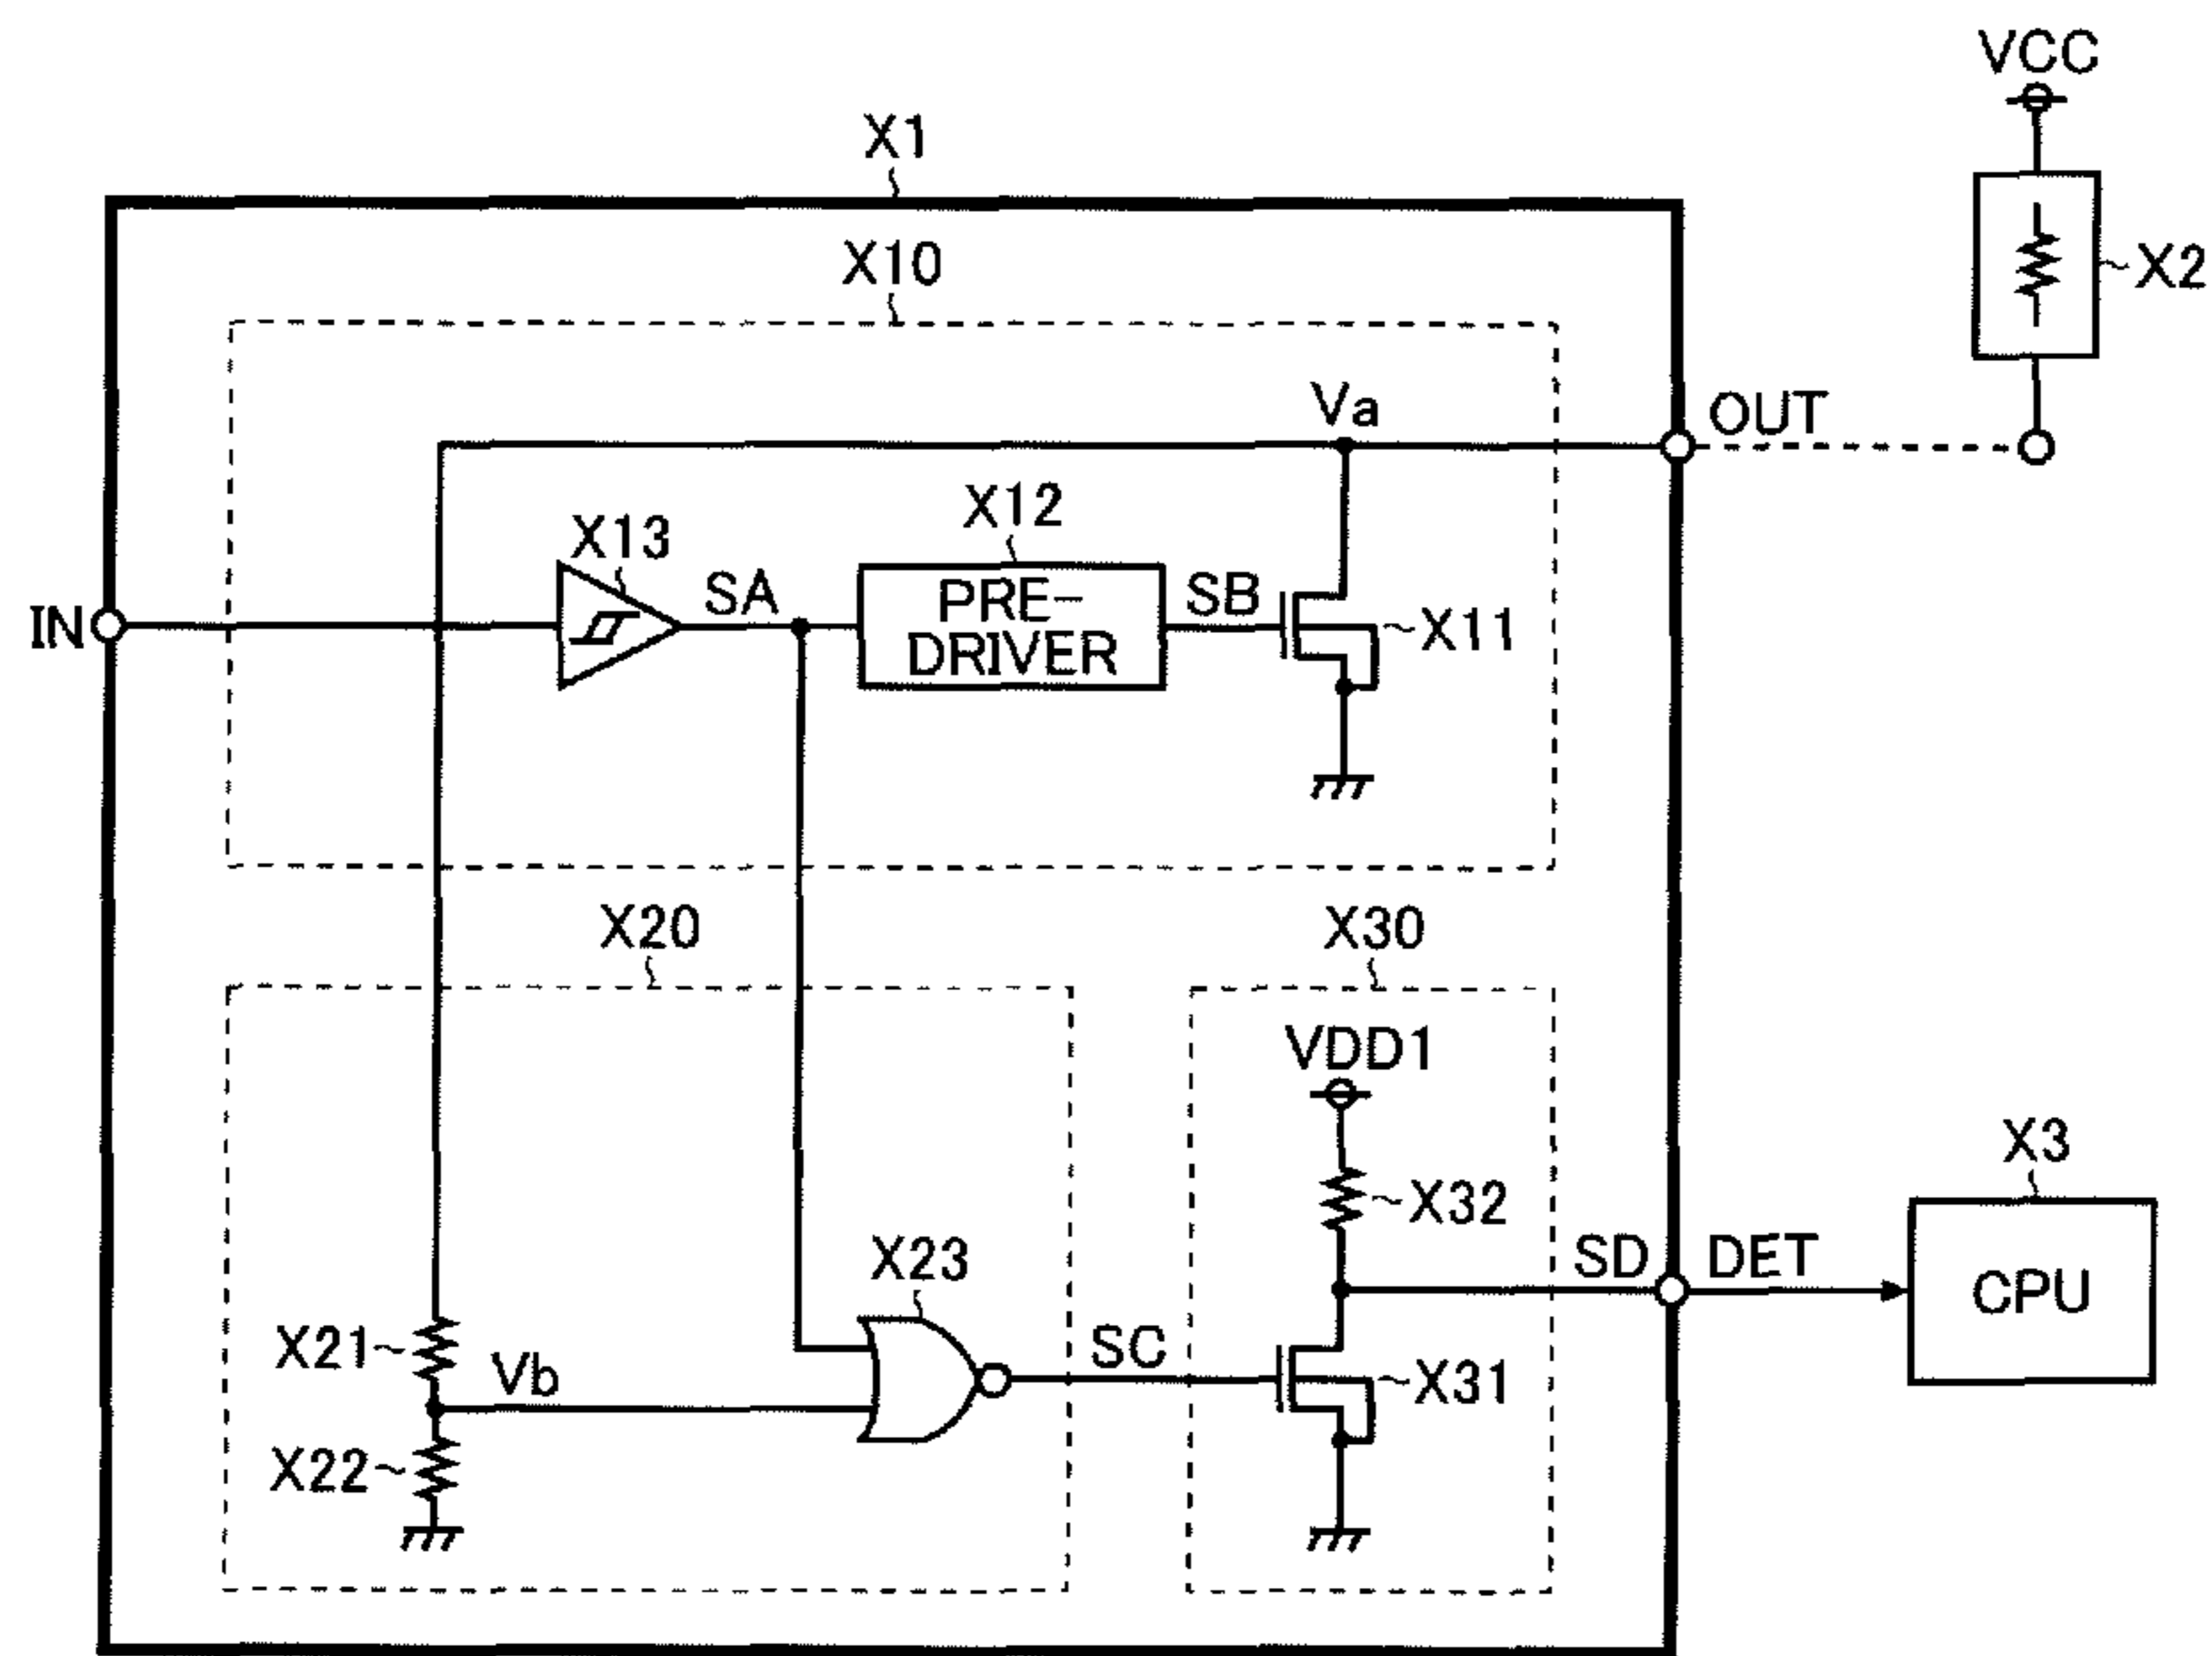 VCC
X1
X2
X10
Va
OUT
X12
X13
SA
PRE-
DRIVER
SB
X11
IN
X20
X30
VDD1
X3
X32
SD
DET
CPU
X23
X21
Vb
SC
X31
X22